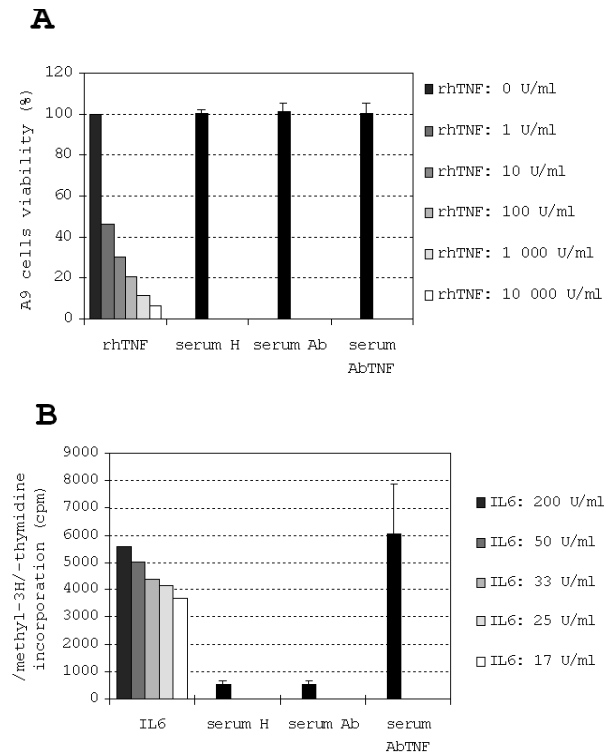 A
A9 cells viability (%)
120
100
80
60
40
20
0
rhTNF
serum H
serum Ab
serum
AbTNF
rhTNF: 0 U/ml
rhTNF: 1 U/ml
rhTNF: 10 U/ml
rhTNF: 100 U/ml
rhTNF: 1 000 U/ml
rhTNF: 10 000 U/ml
B
/methyl-3H/-thymidine
incorporation (cpm)
9000
8000
7000
6000
5000
4000
3000
2000
1000
0
IL6
serum H
serum Ab
serum
AbTNF
IL6: 200 U/ml
IL6: 50 U/ml
IL6: 33 U/ml
IL6: 25 U/ml
IL6: 17 U/ml